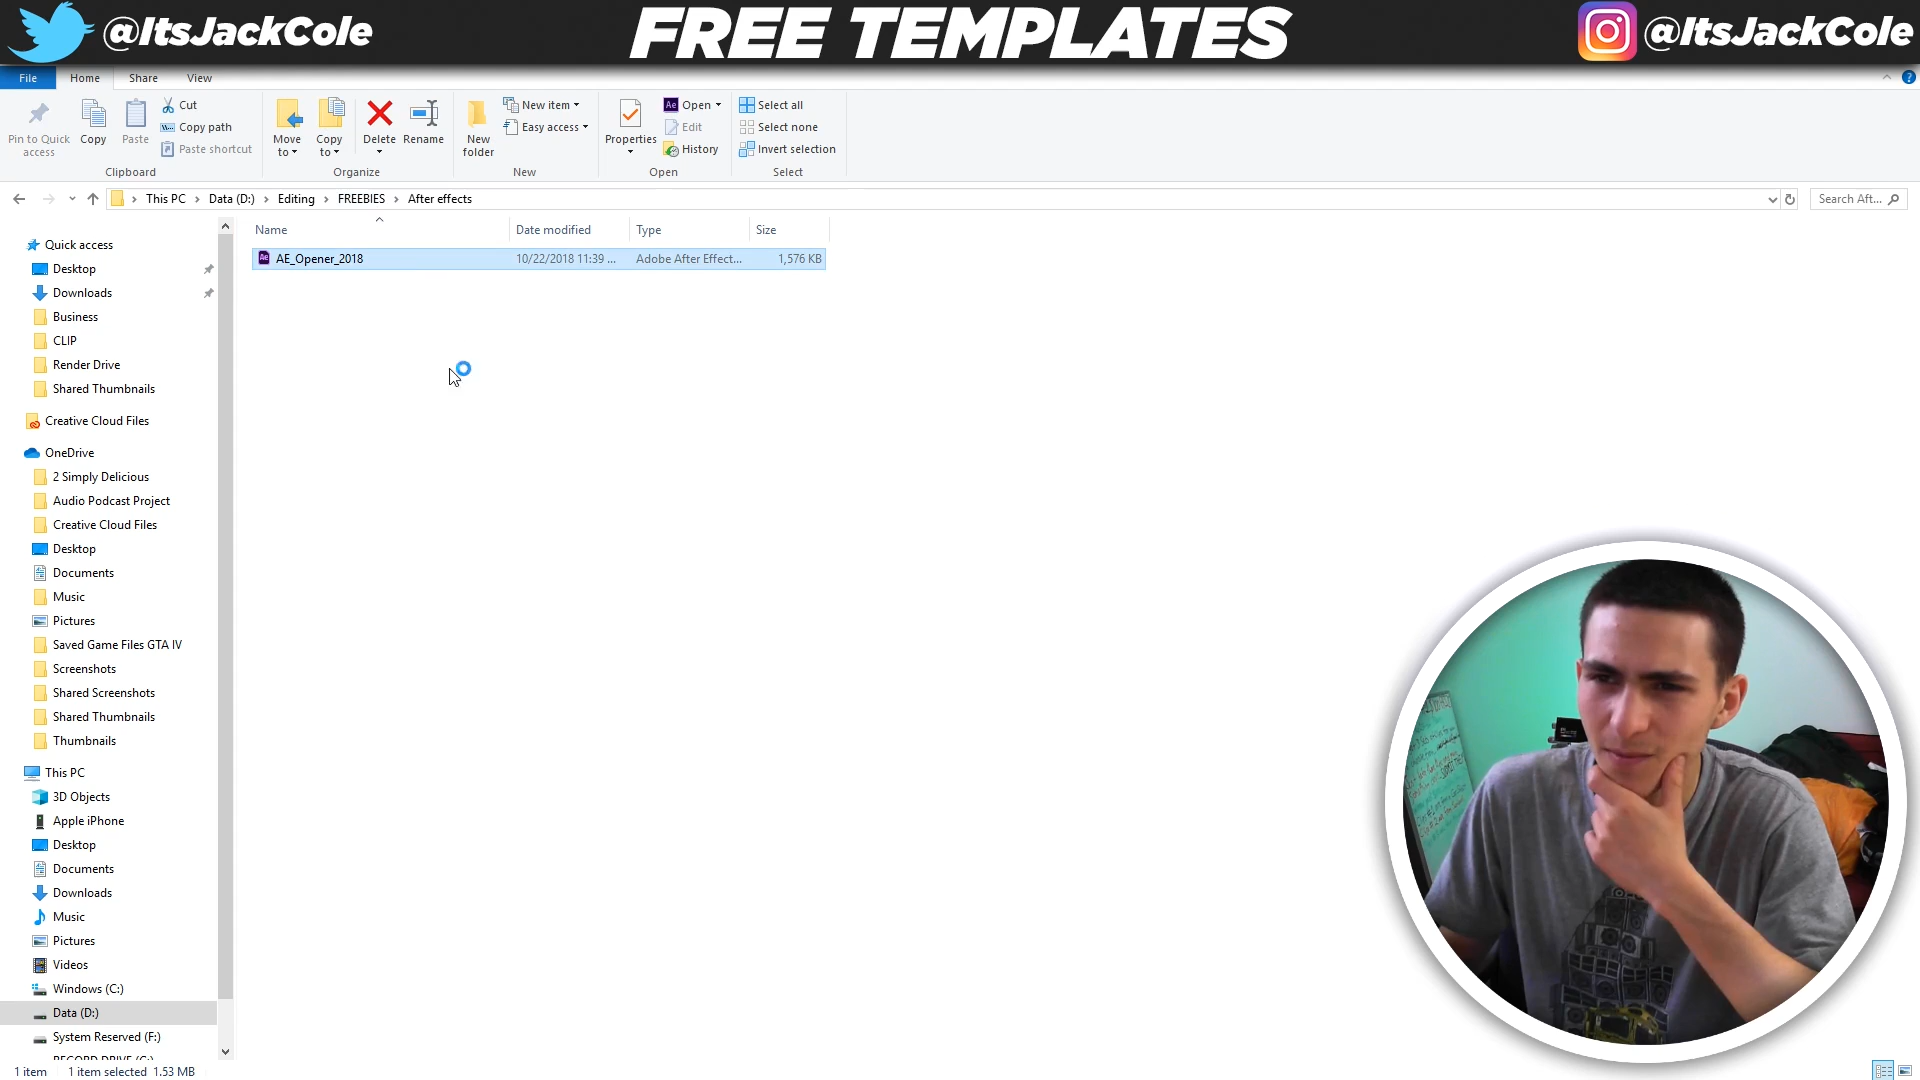 @ItsJackCole
FREE TEMPLATES
@ItsJackCole
File
Home
Share
View
Pin to Quick
access
Copy
Paste
Cut
Copy path
Paste shortcut
Clipboard
Move
to
Copy
to
Delete
Rename
Organize
New
folder
New item
Easy access
New
Properties
Ae Open
Edit
History
Open
Select all
Select none
Invert selection
Select
This PC > Data (D:) > Editing > FREEBIES > After effects
Search Aft...
Name
Date modified
Type
Size
Ae AE_Opener_2018
10/22/2018 11:39 ...
Adobe After Effect...
1,576 KB
Quick access
Desktop
Downloads
Business
CLIP
Render Drive
Shared Thumbnails
Creative Cloud Files
OneDrive
2 Simply Delicious
Audio Podcast Project
Creative Cloud Files
Desktop
Documents
Music
Pictures
Saved Game Files GTA IV
Screenshots
Shared Screenshots
Shared Thumbnails
Thumbnails
This PC
3D Objects
Apple iPhone
Desktop
Documents
Downloads
Music
Pictures
Videos
Windows (C:)
Data (D:)
System Reserved (F:)
1 item
1 item selected 1.53 MB